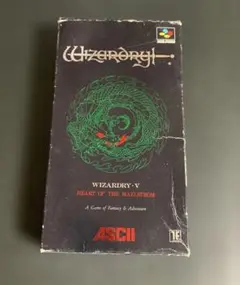 Wizardry
WIZARDRY·V
HEART OF THE MAELSTROM
A Game of Fantasy & Adventure
ASCII